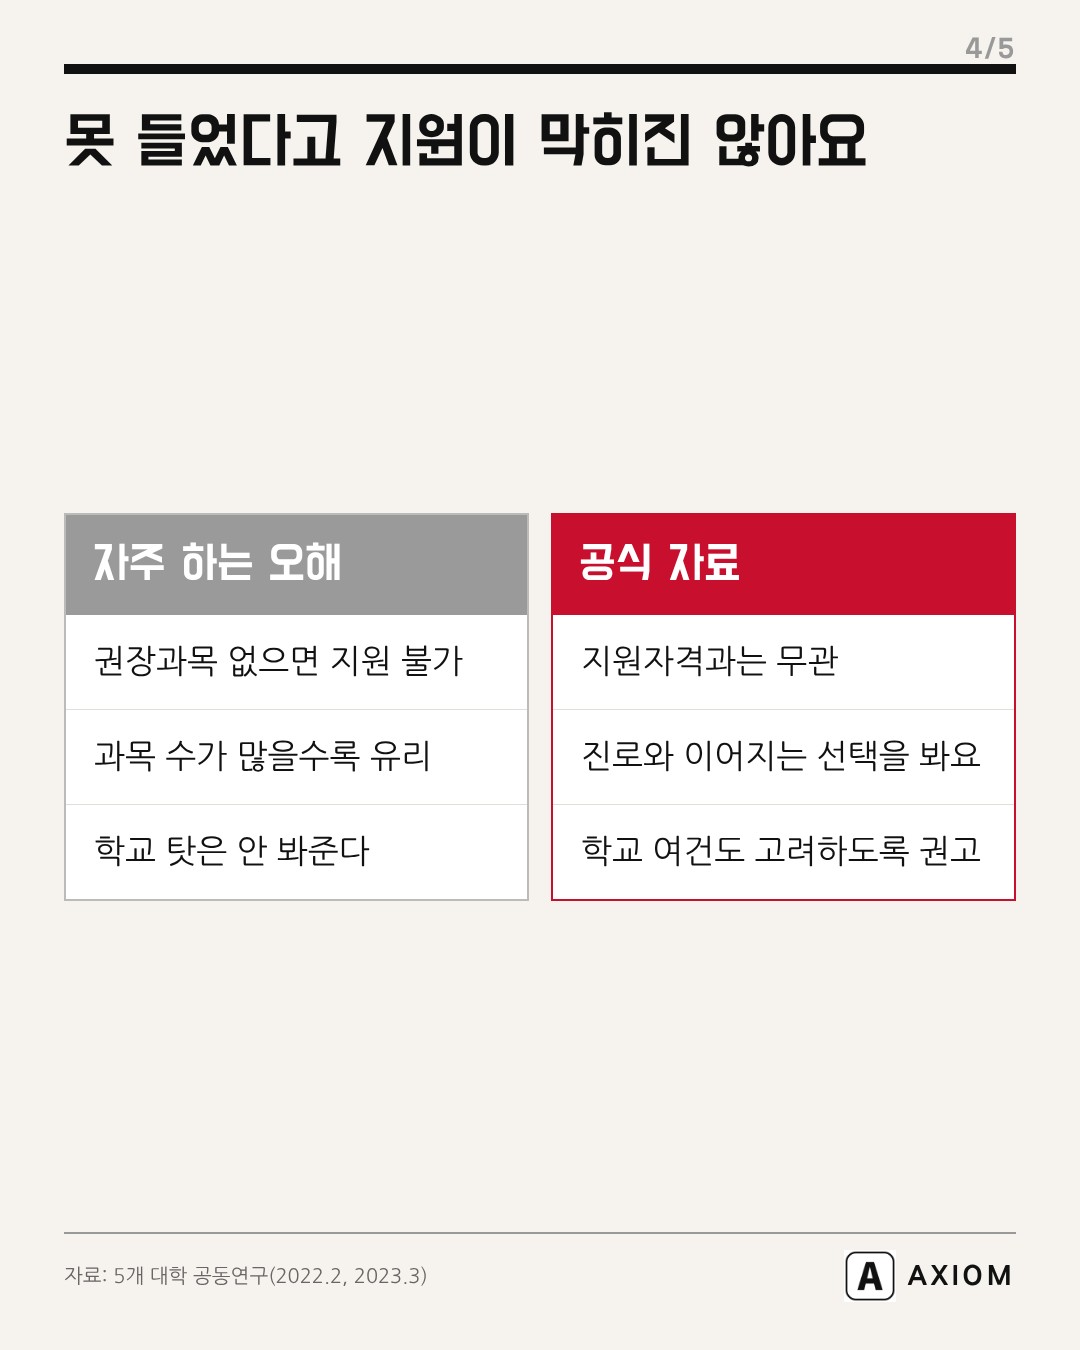 4/5
못 들었다고 지원이 막히진 않아요
자주 하는 오해
공식 자료
권장과목 없으면 지원 불가
지원자격과는 무관
과목 수가 많을수록 유리
진로와 이어지는 선택을 봐요
학교 탓은 안 봐준다
학교 여건도 고려하도록 권고
자료: 5개 대학 공동연구(2022.2, 2023.3)
A AXIOM